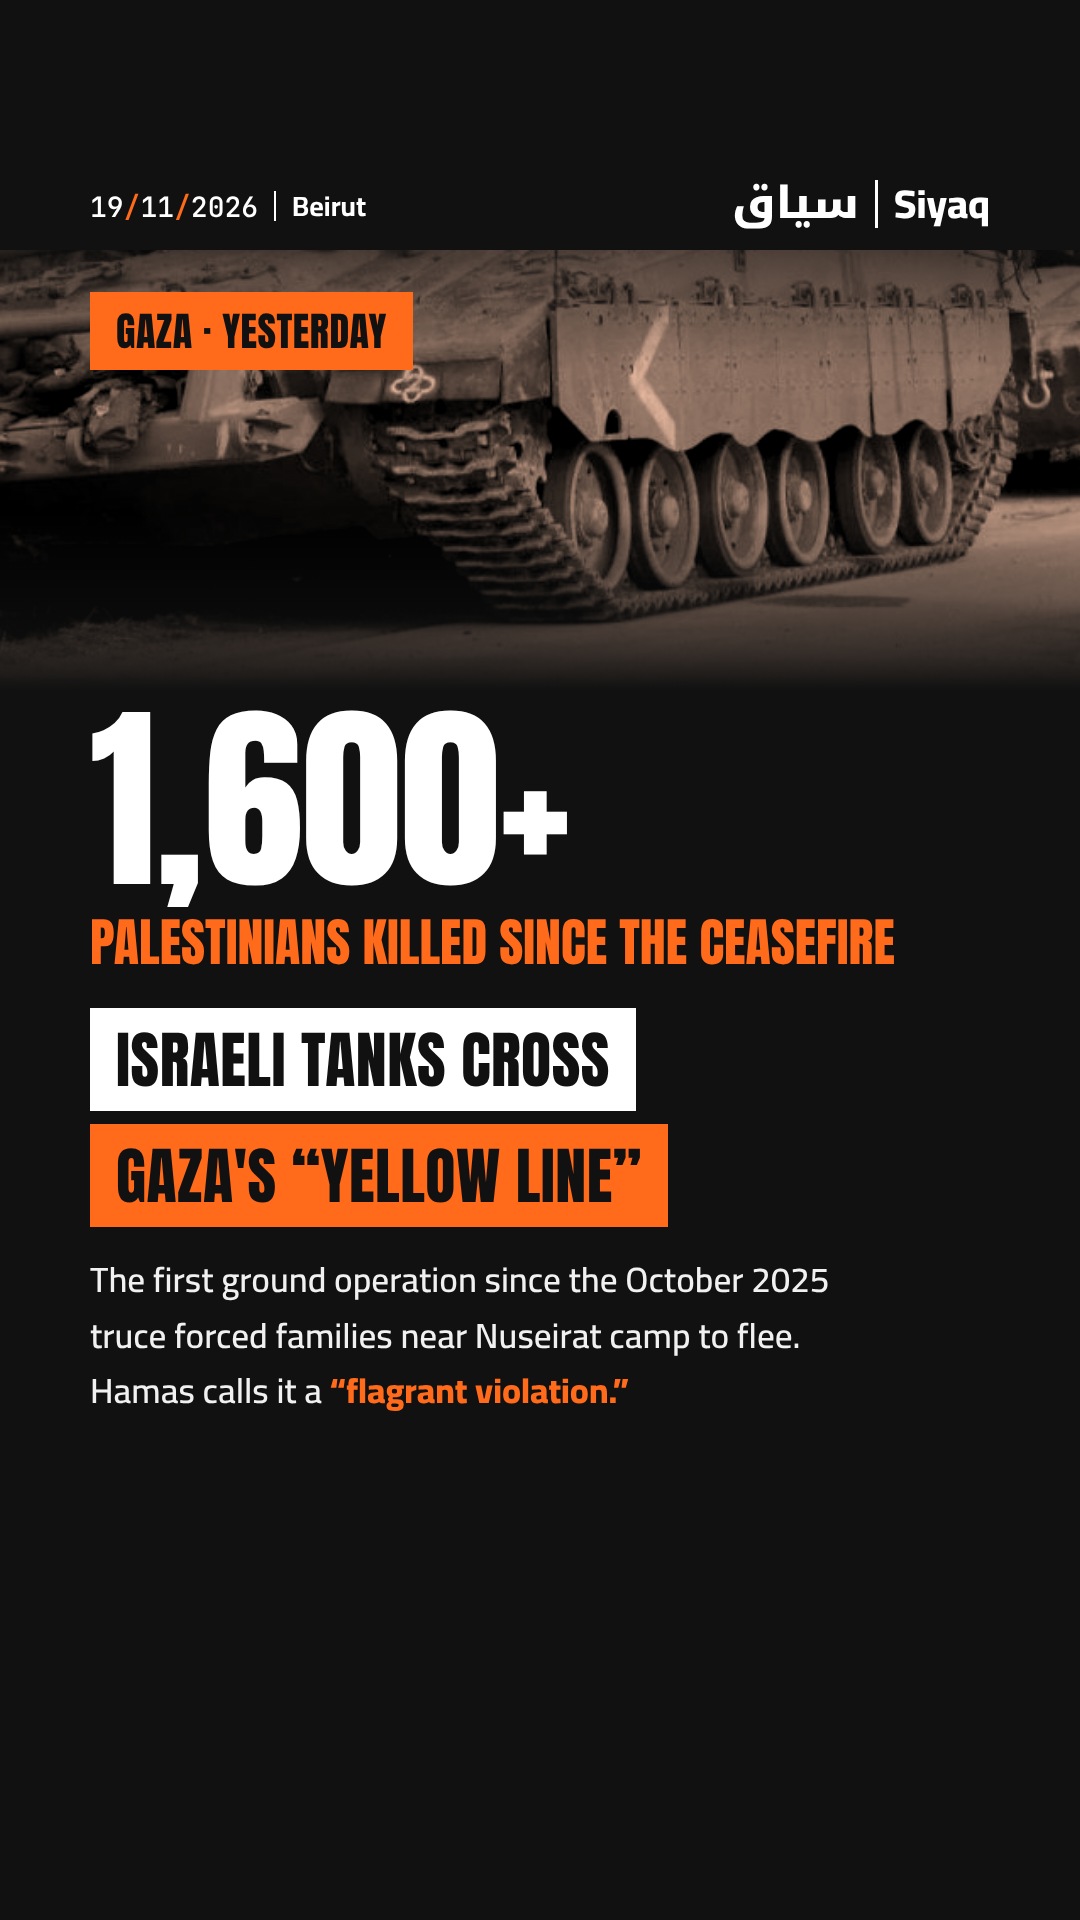 19/11/2026 | Beirut
سياق | Siyaq
GAZA · YESTERDAY
1,600+
PALESTINIANS KILLED SINCE THE CEASEFIRE
ISRAELI TANKS CROSS
GAZA'S “YELLOW LINE”
The first ground operation since the October 2025
truce forced families near Nuseirat camp to flee.
Hamas calls it a “flagrant violation.”